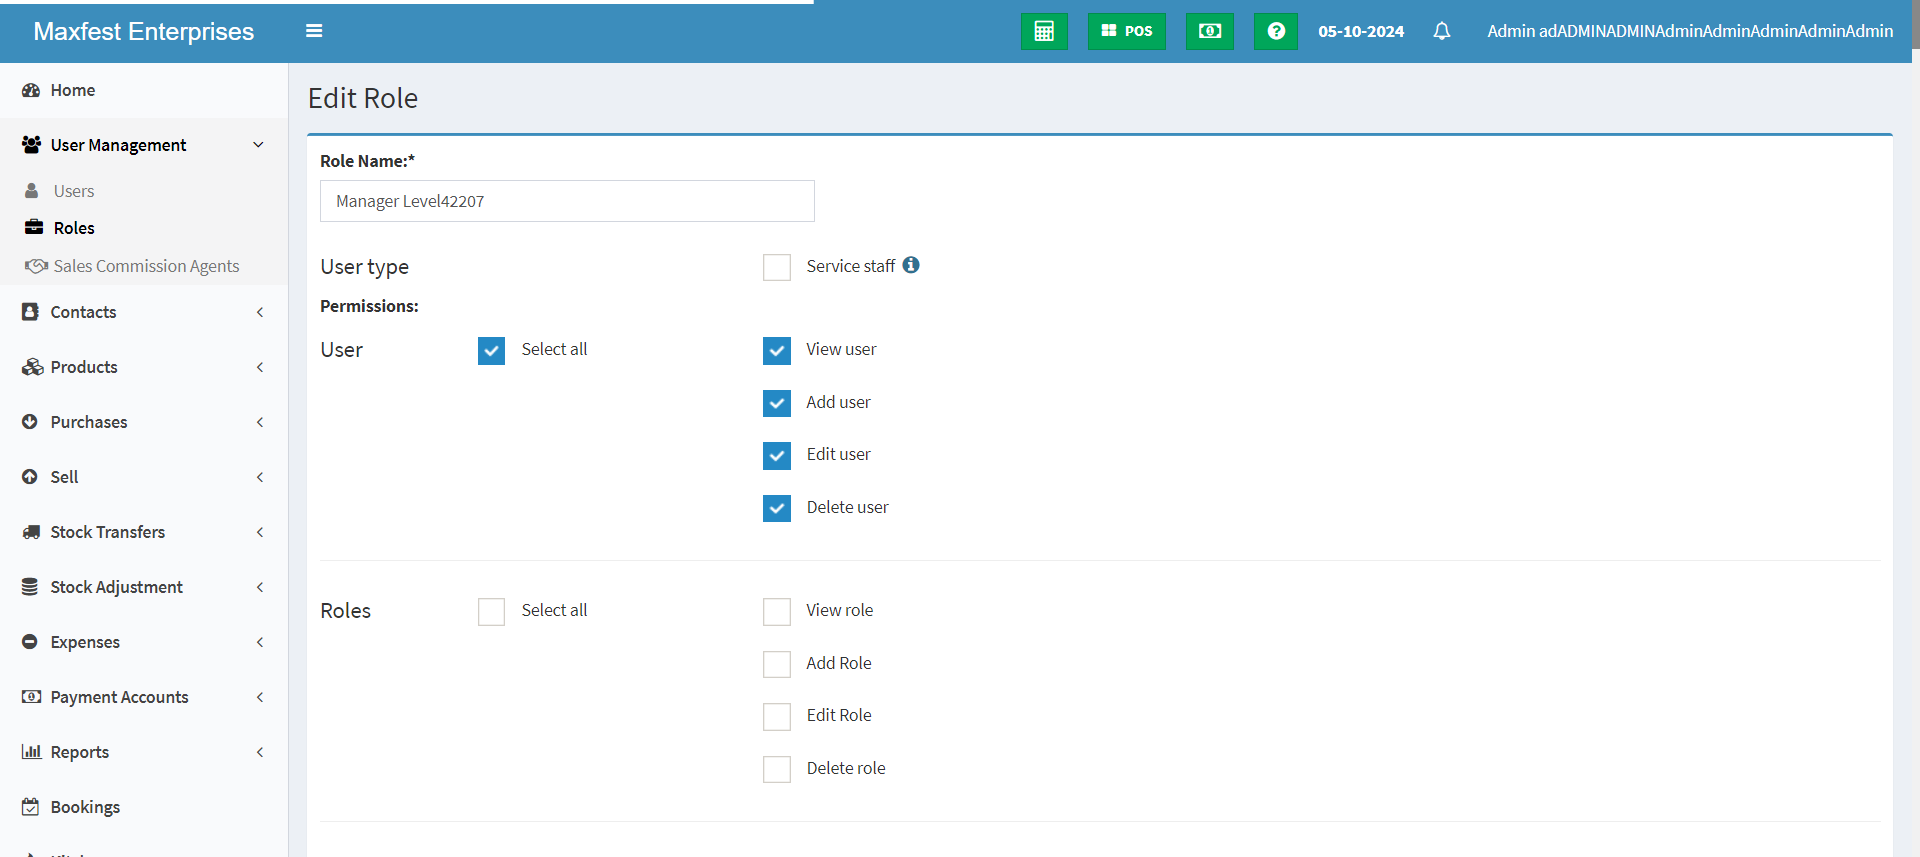 Maxfest Enterprises
POS
05-10-2024
Admin adADMINADMINAdminAdminAdminAdminAdmin
Home
User Management
Users
Roles
Sales Commission Agents
Contacts
Products
Purchases
Sell
Stock Transfers
Stock Adjustment
Expenses
Payment Accounts
Reports
Bookings
Edit Role
Role Name:*
Manager Level42207
User type
Service staff
Permissions:
User
Select all
View user
Add user
Edit user
Delete user
Roles
Select all
View role
Add Role
Edit Role
Delete role